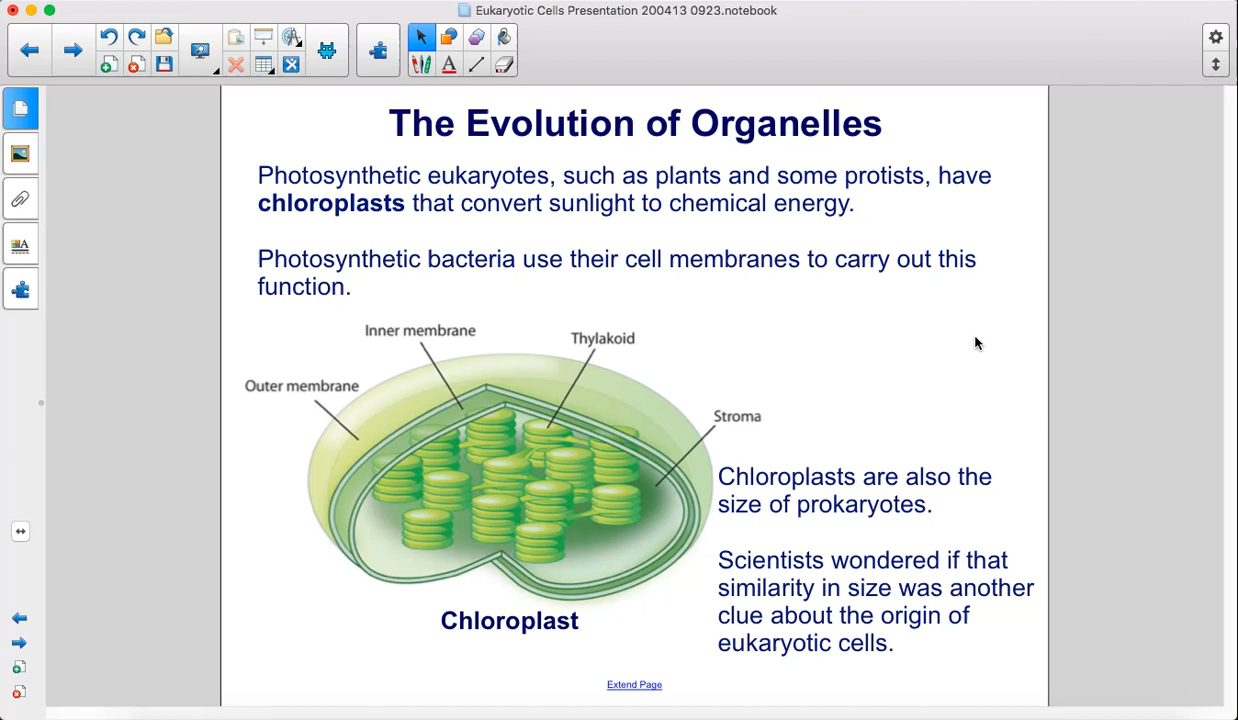 Eukaryotic Cells Presentation 200413 0923.notebook
The Evolution of Organelles
Photosynthetic eukaryotes, such as plants and some protists, have
chloroplasts that convert sunlight to chemical energy.
Photosynthetic bacteria use their cell membranes to carry out this
function.
Inner membrane
Thylakoid
Outer membrane
Stroma
Chloroplasts are also the
size of prokaryotes.
Scientists wondered if that
similarity in size was another
clue about the origin of
eukaryotic cells.
Chloroplast
Extend Page